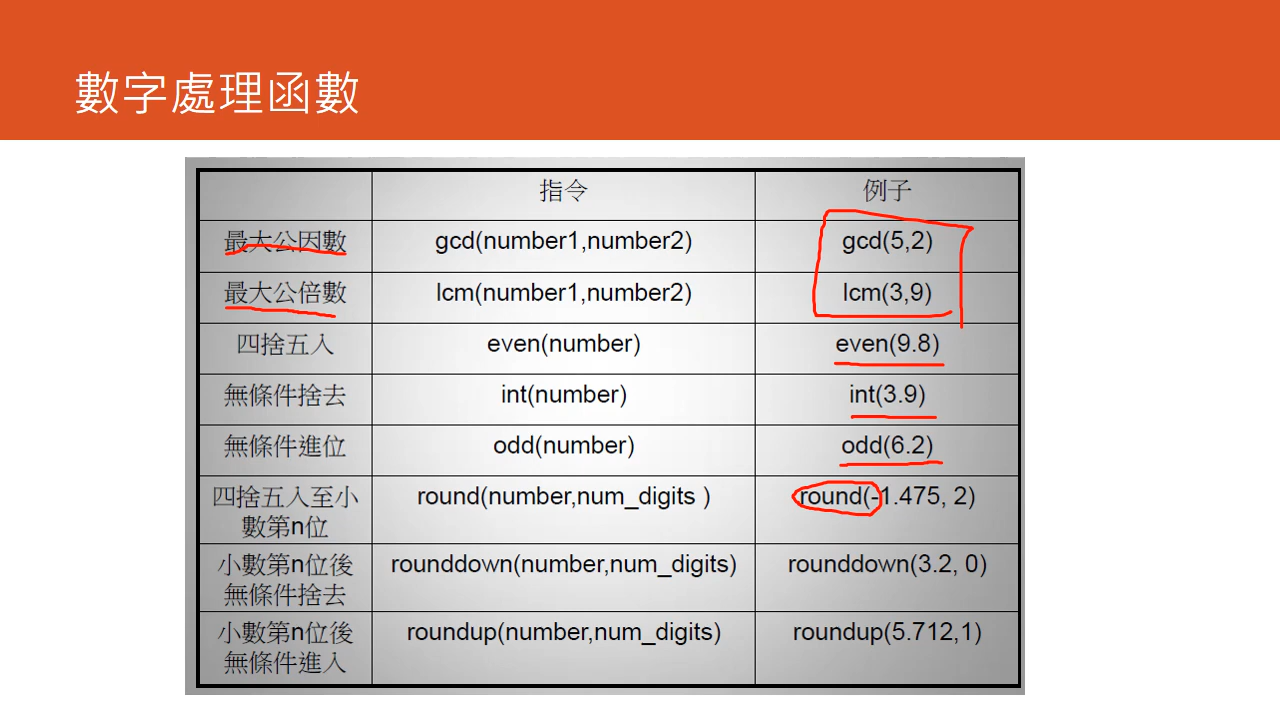 數字處理函數
指令 例子
最大公因數 gcd(number1,number2) gcd(5,2)
最大公倍數 lcm(number1,number2) lcm(3,9)
四捨五入 even(number) even(9.8)
無條件捨去 int(number) int(3.9)
無條件進位 odd(number) odd(6.2)
四捨五入至小 round(number,num_digits ) round(-1.475, 2)
數第n位
小數第n位後 rounddown(number,num_digits) rounddown(3.2, 0)
無條件捨去
小數第n位後 roundup(number,num_digits) roundup(5.712,1)
無條件進入